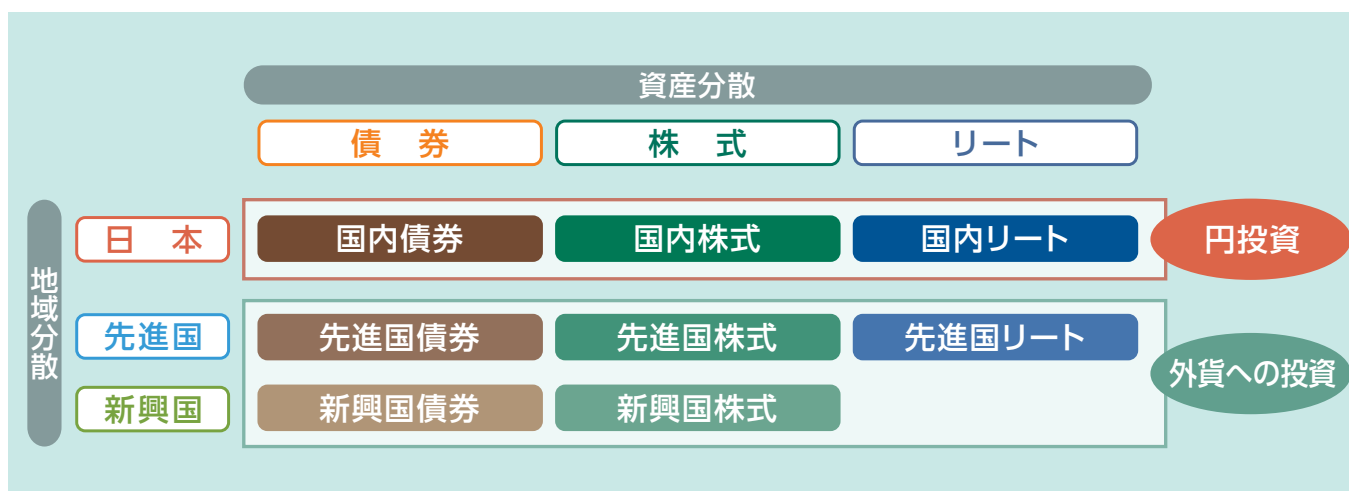 資産分散
債 券
株 式
リート
地域分散
日 本
国内債券
国内株式
国内リート
円投資
先進国
先進国債券
先進国株式
先進国リート
外貨への投資
新興国
新興国債券
新興国株式